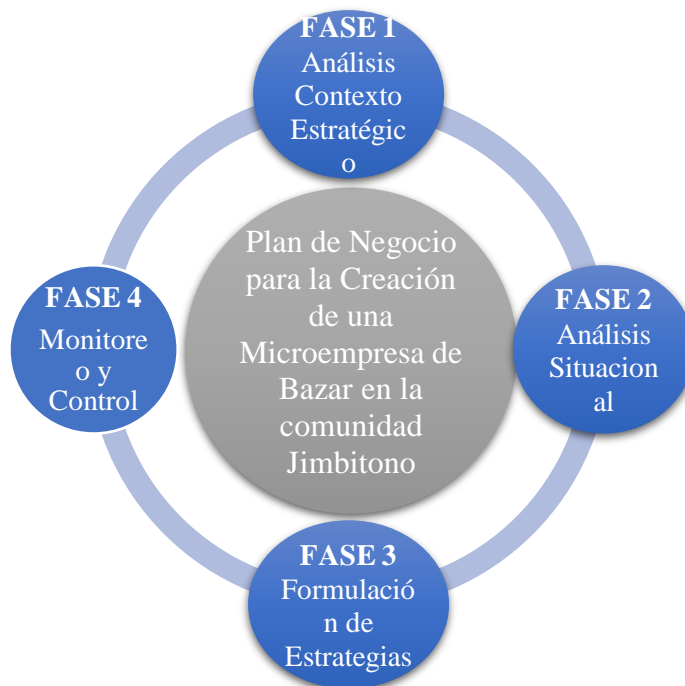 FASE 1
Análisis
Contexto
Estratégic
o
Plan de Negocio
para la Creación
de una
Microempresa de
Bazar en la
comunidad
Jimbitono
FASE 2
Análisis
Situacion
al
FASE 3
Formulació
n de
Estrategias
FASE 4
Monitore
o y
Control